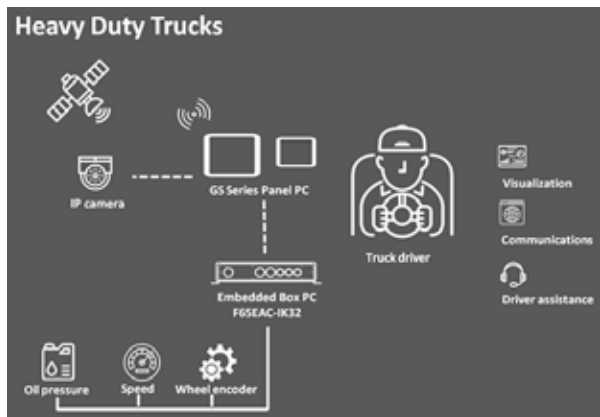 Heavy Duty Trucks
IP camera
GS Series Panel PC
Truck driver
Visualization
Communications
Driver assistance
Embedded Box PC
F65EAC-IK32
Oil pressure
Speed
Wheel encoder